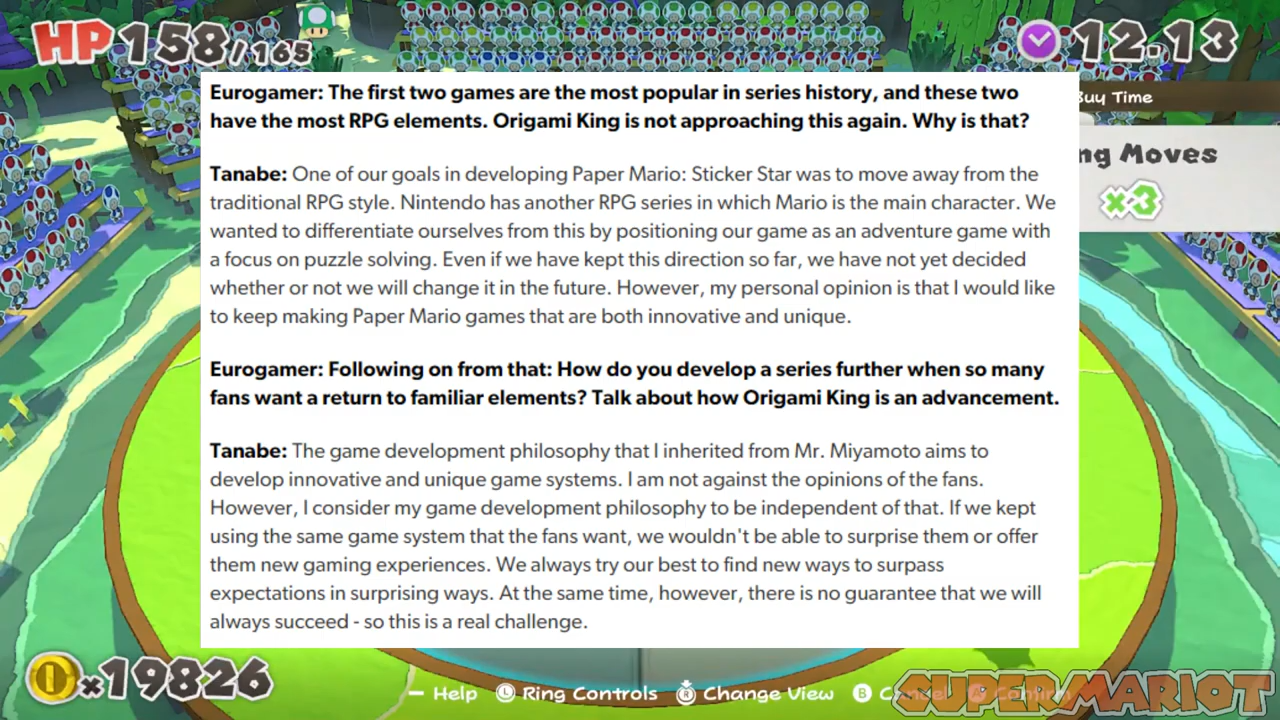 HP 158/165
12.13
Buy Time
ng Moves
×3
Eurogamer: The first two games are the most popular in series history, and these two
have the most RPG elements. Origami King is not approaching this again. Why is that?
Tanabe: One of our goals in developing Paper Mario: Sticker Star was to move away from the
traditional RPG style. Nintendo has another RPG series in which Mario is the main character. We
wanted to differentiate ourselves from this by positioning our game as an adventure game with
a focus on puzzle solving. Even if we have kept this direction so far, we have not yet decided
whether or not we will change it in the future. However, my personal opinion is that I would like
to keep making Paper Mario games that are both innovative and unique.
Eurogamer: Following on from that: How do you develop a series further when so many
fans want a return to familiar elements? Talk about how Origami King is an advancement.
Tanabe: The game development philosophy that I inherited from Mr. Miyamoto aims to
develop innovative and unique game systems. I am not against the opinions of the fans.
However, I consider my game development philosophy to be independent of that. If we kept
using the same game system that the fans want, we wouldn't be able to surprise them or offer
them new gaming experiences. We always try our best to find new ways to surpass
expectations in surprising ways. At the same time, however, there is no guarantee that we will
always succeed - so this is a real challenge.
×19826
Help L Ring Controls R Change View B
SUPERMARIOT